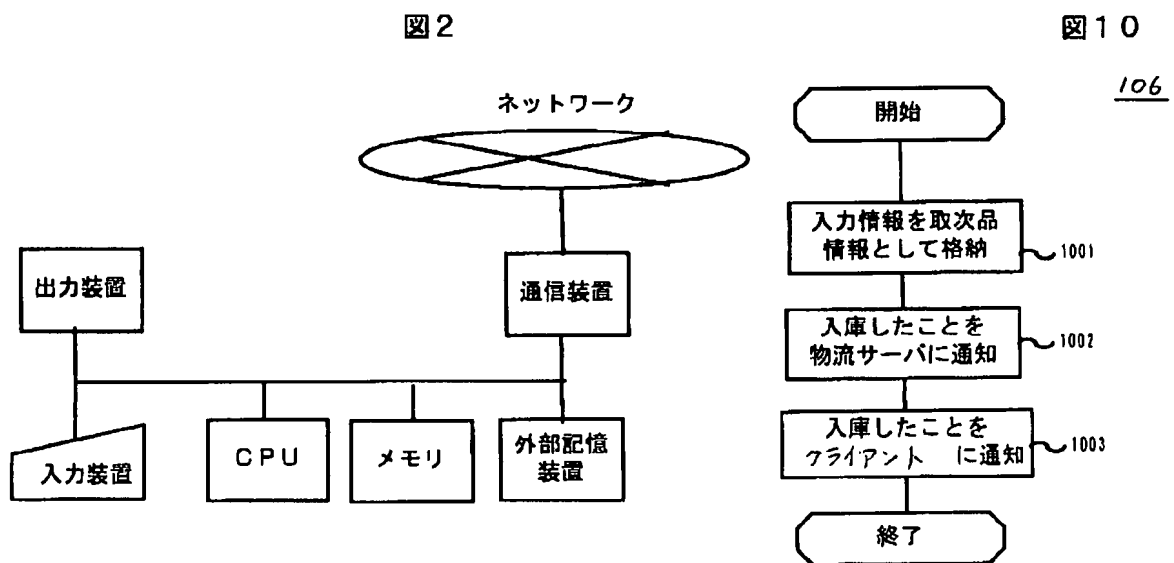 図2
ネットワーク
出力装置
通信装置
入力装置
CPU
メモリ
外部記憶
装置
図10
106
開始
入力情報を取次品
情報として格納
1001
入庫したことを
物流サーバに通知
1002
入庫したことを
クライアント に通知
1003
終了